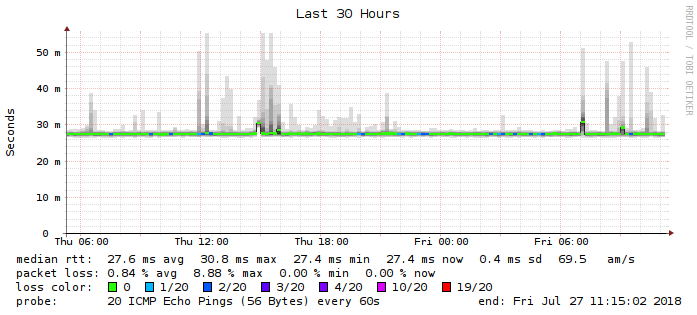 Last 30 Hours
RRDTOOL / TOBI OETIKER
Seconds
50 m
40 m
30 m
20 m
10 m
0
Thu 06:00 Thu 12:00 Thu 18:00 Fri 00:00 Fri 06:00
median rtt: 27.6 ms avg 30.8 ms max 27.4 ms min 27.4 ms now 0.4 ms sd 69.5 am/s
packet loss: 0.84 % avg 8.88 % max 0.00 % min 0.00 % now
loss color: 0 1/20 2/20 3/20 4/20 10/20 19/20
probe: 20 ICMP Echo Pings (56 Bytes) every 60s end: Fri Jul 27 11:15:02 2018